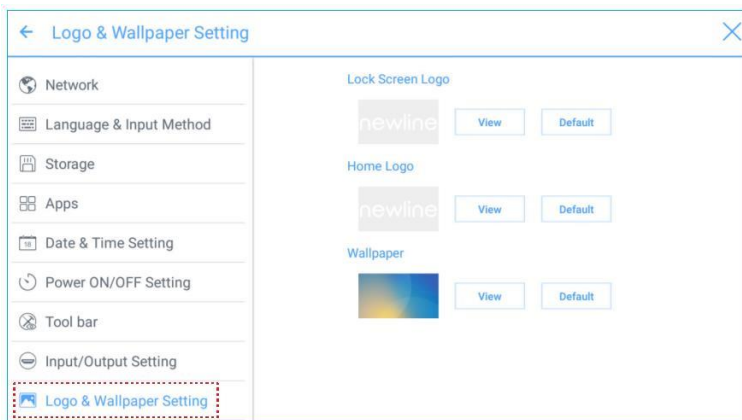 Logo & Wallpaper Setting
Network
Language & Input Method
Storage
Apps
18
Date & Time Setting
Power ON/OFF Setting
Tool bar
Input/Output Setting
Logo & Wallpaper Setting
Lock Screen Logo
newline View Default
Home Logo
newline View Default
Wallpaper
View Default